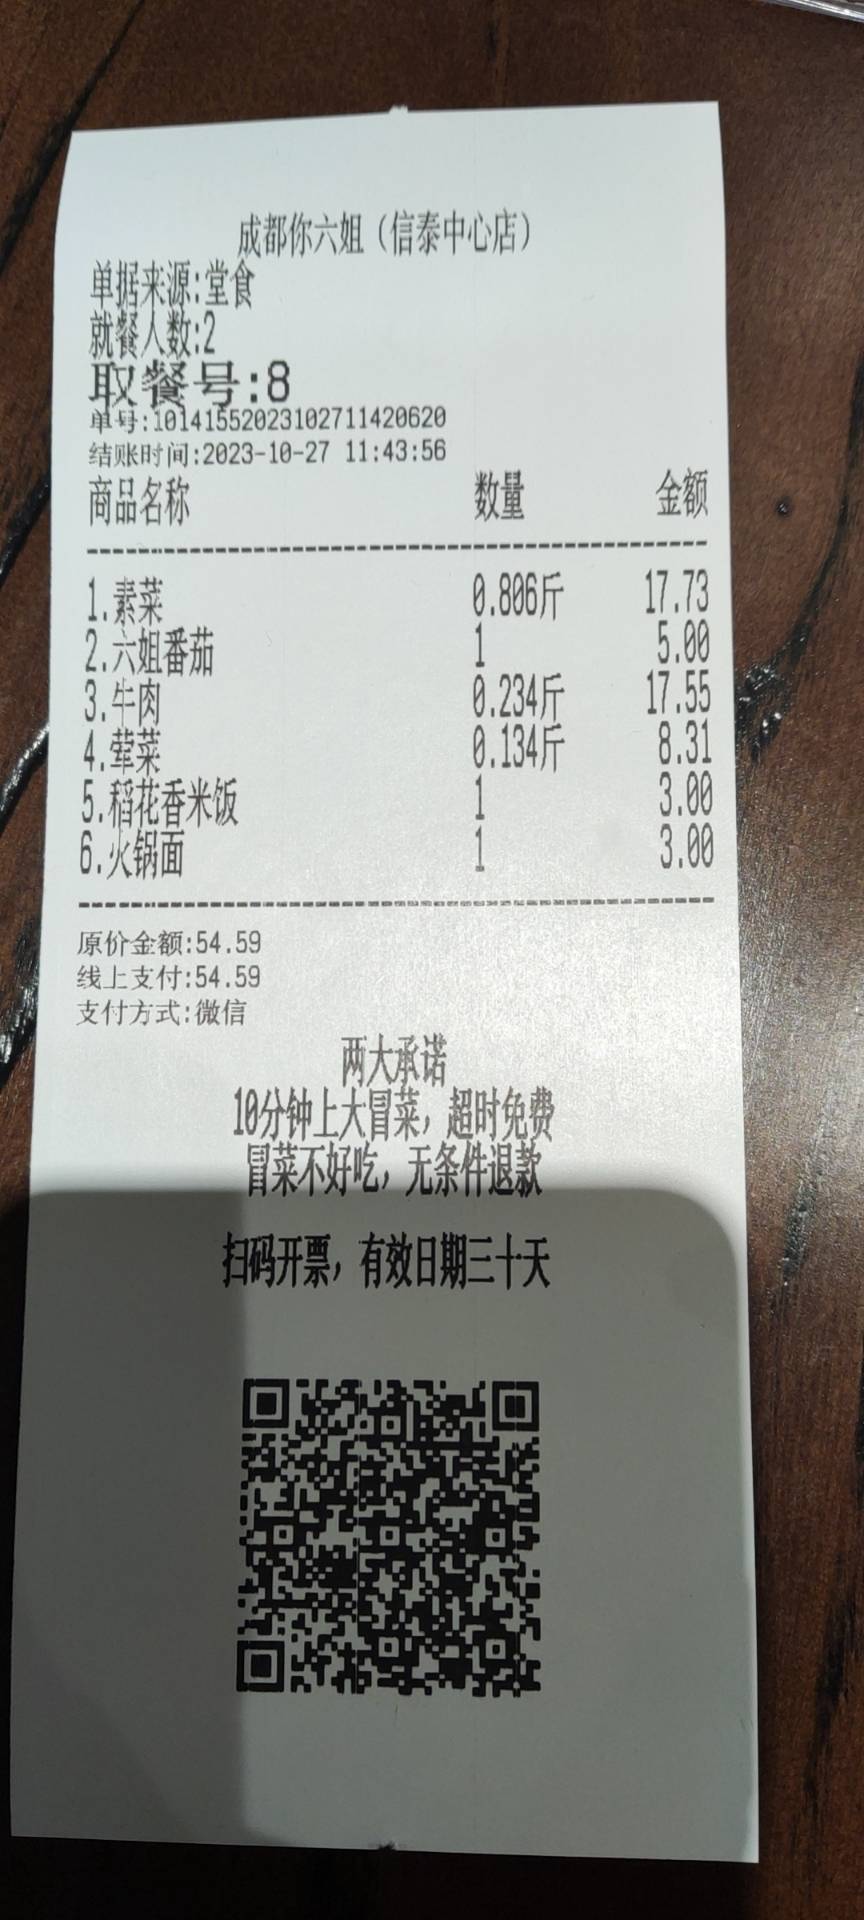 成都你六姐（信泰中心店）
单据来源:堂食
就餐人数:2
取餐号:8
单号:10141552023102711420620
结账时间:2023-10-27 11:43:56
商品名称 数量 金额
1.素菜 0.806斤 17.73
2.六姐番茄 1 5.00
3.牛肉 0.234斤 17.55
4.荤菜 0.134斤 8.31
5.稻花香米饭 1 3.00
6.火锅面 1 3.00
原价金额:54.59
线上支付:54.59
支付方式:微信
两大承诺
10分钟上大冒菜，超时免费
冒菜不好吃，无条件退款
扫码开票，有效日期三十天